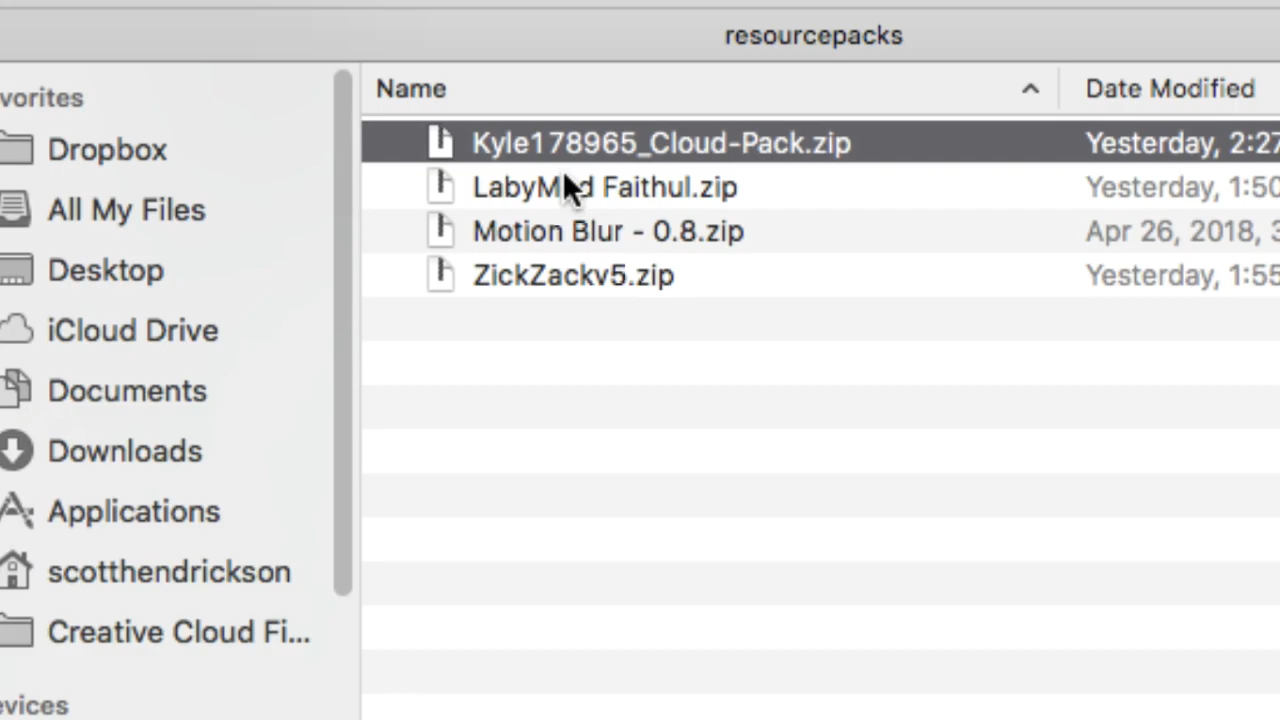 resourcepacks
Name
Date Modified
vorites
Dropbox
All My Files
Desktop
iCloud Drive
Documents
Downloads
Applications
scotthendrickson
Creative Cloud Fi...
evices
Kyle178965_Cloud-Pack.zip Yesterday, 2:27
LabyM d Faithul.zip Yesterday, 1:50
Motion Blur - 0.8.zip Apr 26, 2018, 3
ZickZackv5.zip Yesterday, 1:55